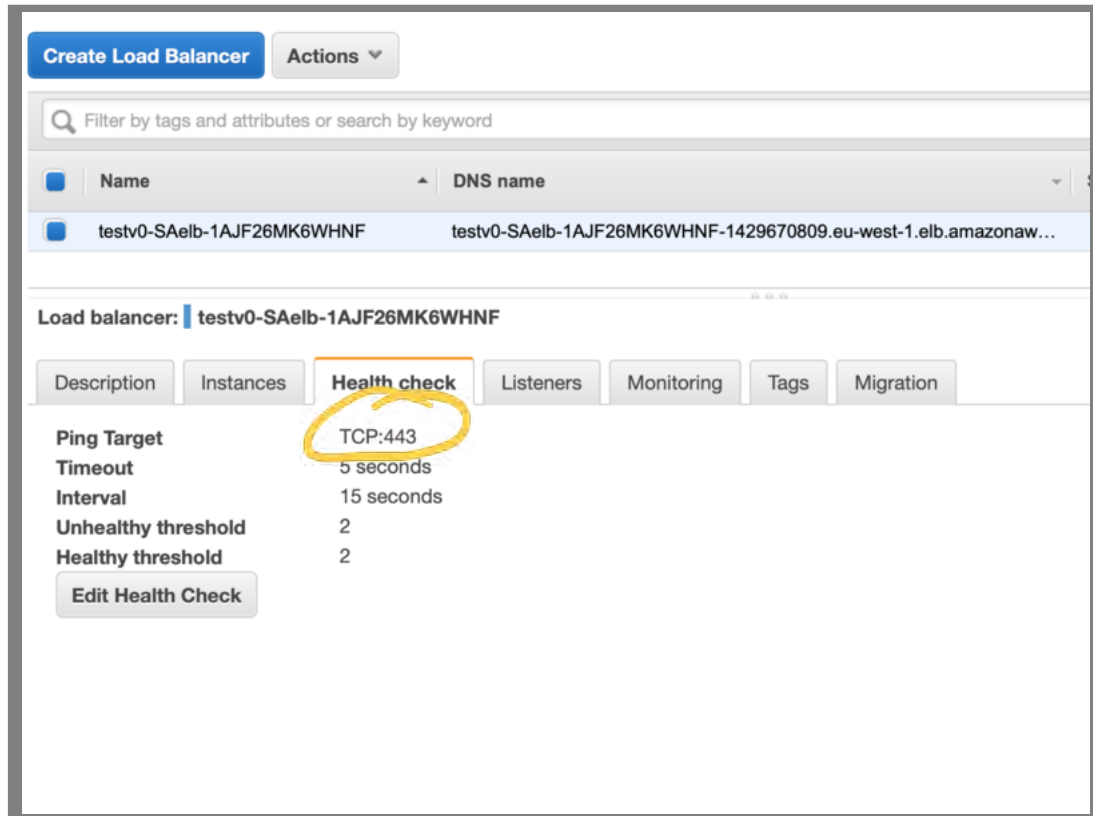 Create Load Balancer Actions
Filter by tags and attributes or search by keyword
Name DNS name
testv0-SAelb-1AJF26MK6WHNF testv0-SAelb-1AJF26MK6WHNF-1429670809.eu-west-1.elb.amazonaw…
Load balancer: testv0-SAelb-1AJF26MK6WHNF
Description Instances Health check Listeners Monitoring Tags Migration
Ping Target TCP:443
Timeout 5 seconds
Interval 15 seconds
Unhealthy threshold 2
Healthy threshold 2
Edit Health Check